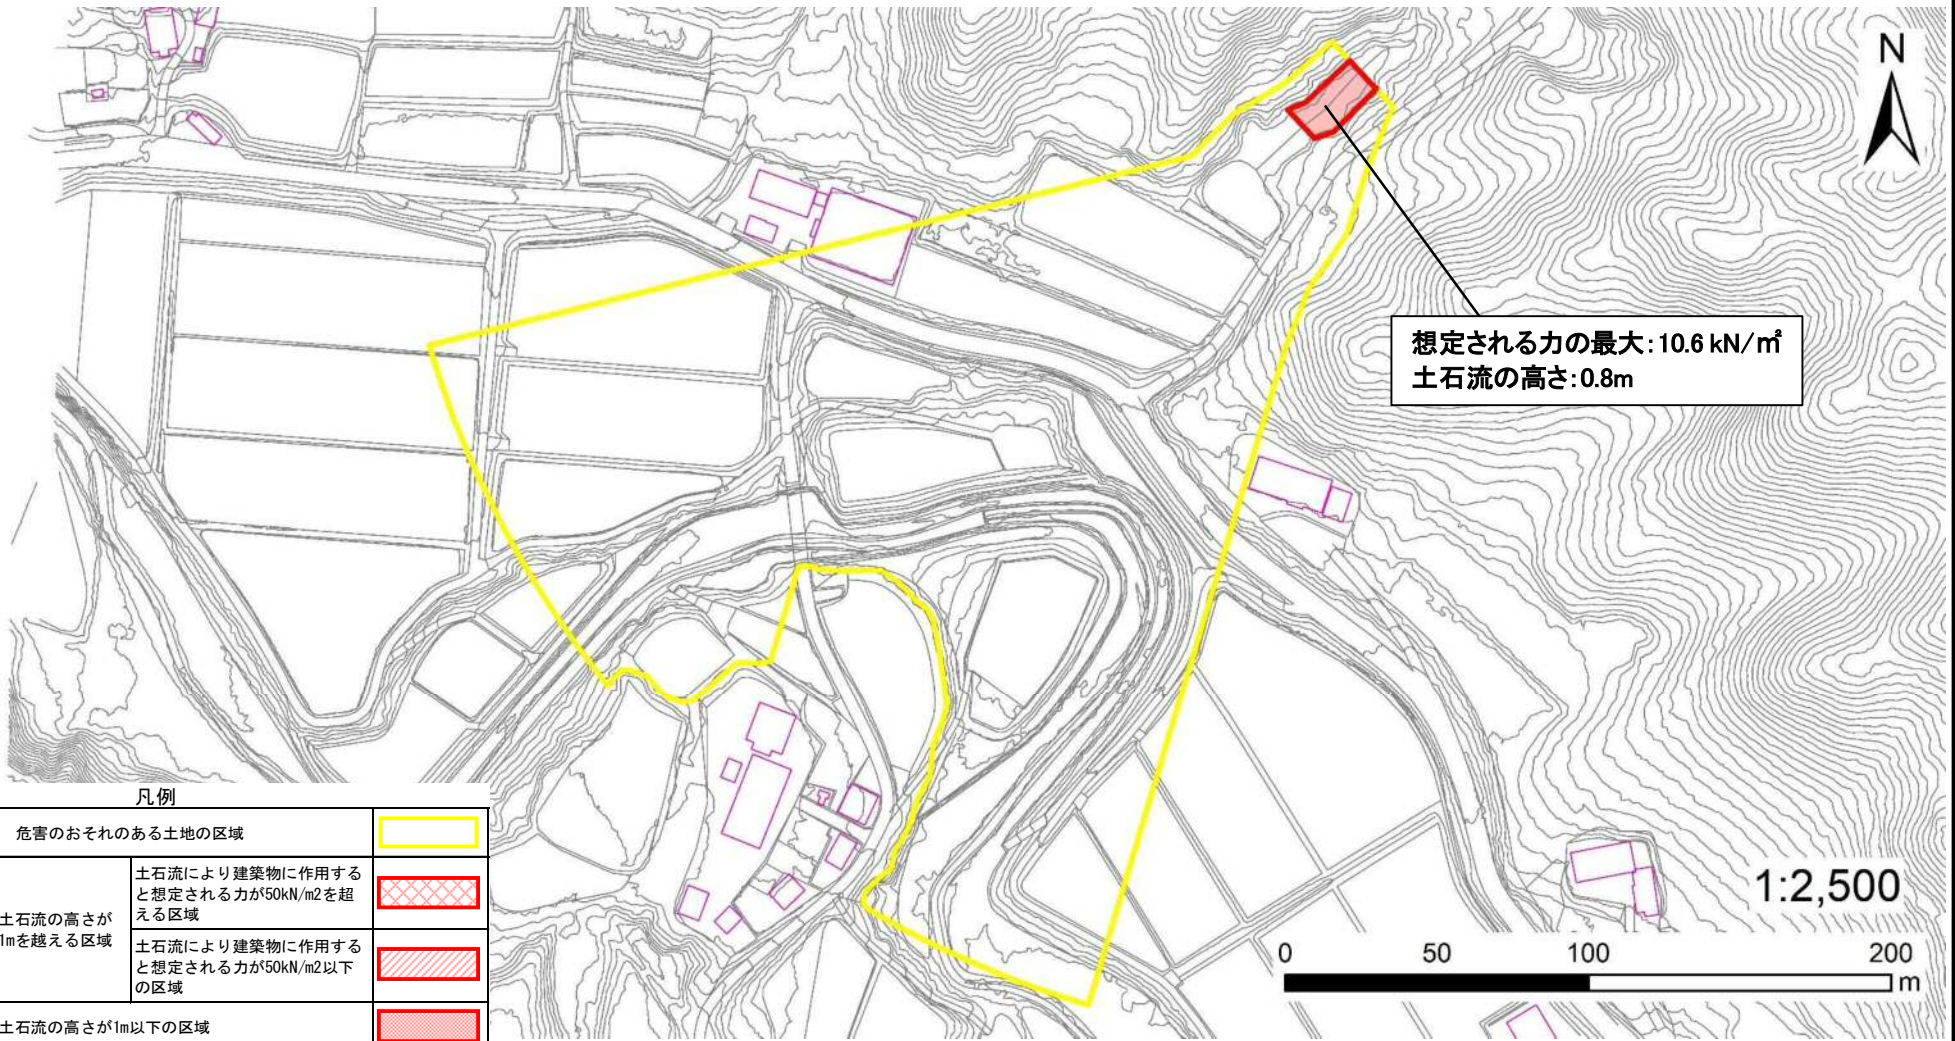 N
想定される力の最大:10.6 kN/㎡
土石流の高さ:0.8m
凡例
危害のおそれのある土地の区域
土石流の高さが
1mを越える区域
土石流により建築物に作用する
と想定される力が50kN/m2を超
える区域
土石流により建築物に作用する
と想定される力が50kN/m2以下
の区域
土石流の高さが1m以下の区域
1:2,500
0 50 100 200
m